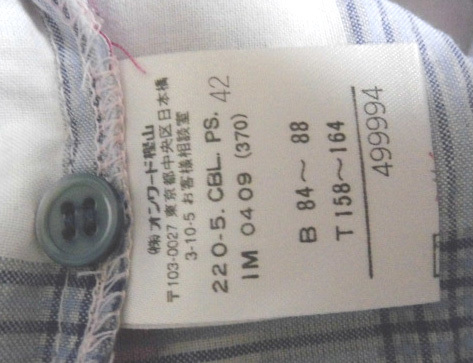 ㈱オンワード樫山
〒103-0027 東京都中央区日本橋
3-10-5 お客様相談室
220-5. CBL. PS. 42
IM 0409 (370)
B 84～ 88
T 158～164
499994